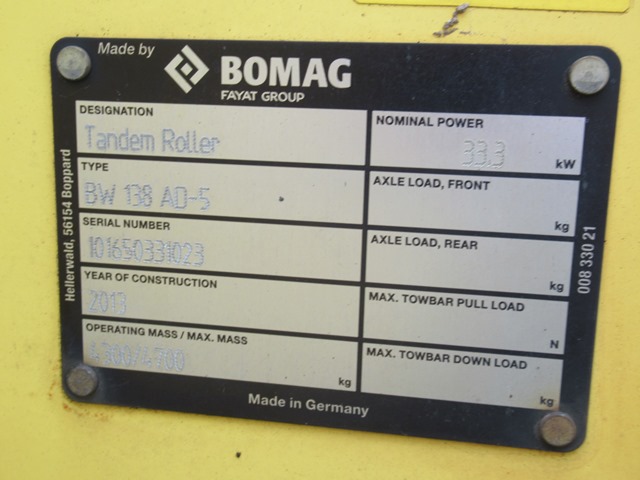 Made by
BOMAG
FAYAT GROUP
DESIGNATION
Tandem Roller
TYPE
BW 138 AD-5
SERIAL NUMBER
101650331023
YEAR OF CONSTRUCTION
2013
OPERATING MASS / MAX. MASS
4300/4700
kg
NOMINAL POWER
33.3
kW
AXLE LOAD, FRONT
kg
AXLE LOAD, REAR
kg
MAX. TOWBAR PULL LOAD
N
MAX. TOWBAR DOWN LOAD
kg
Hellerwald, 56154 Boppard
008 330 21
Made in Germany